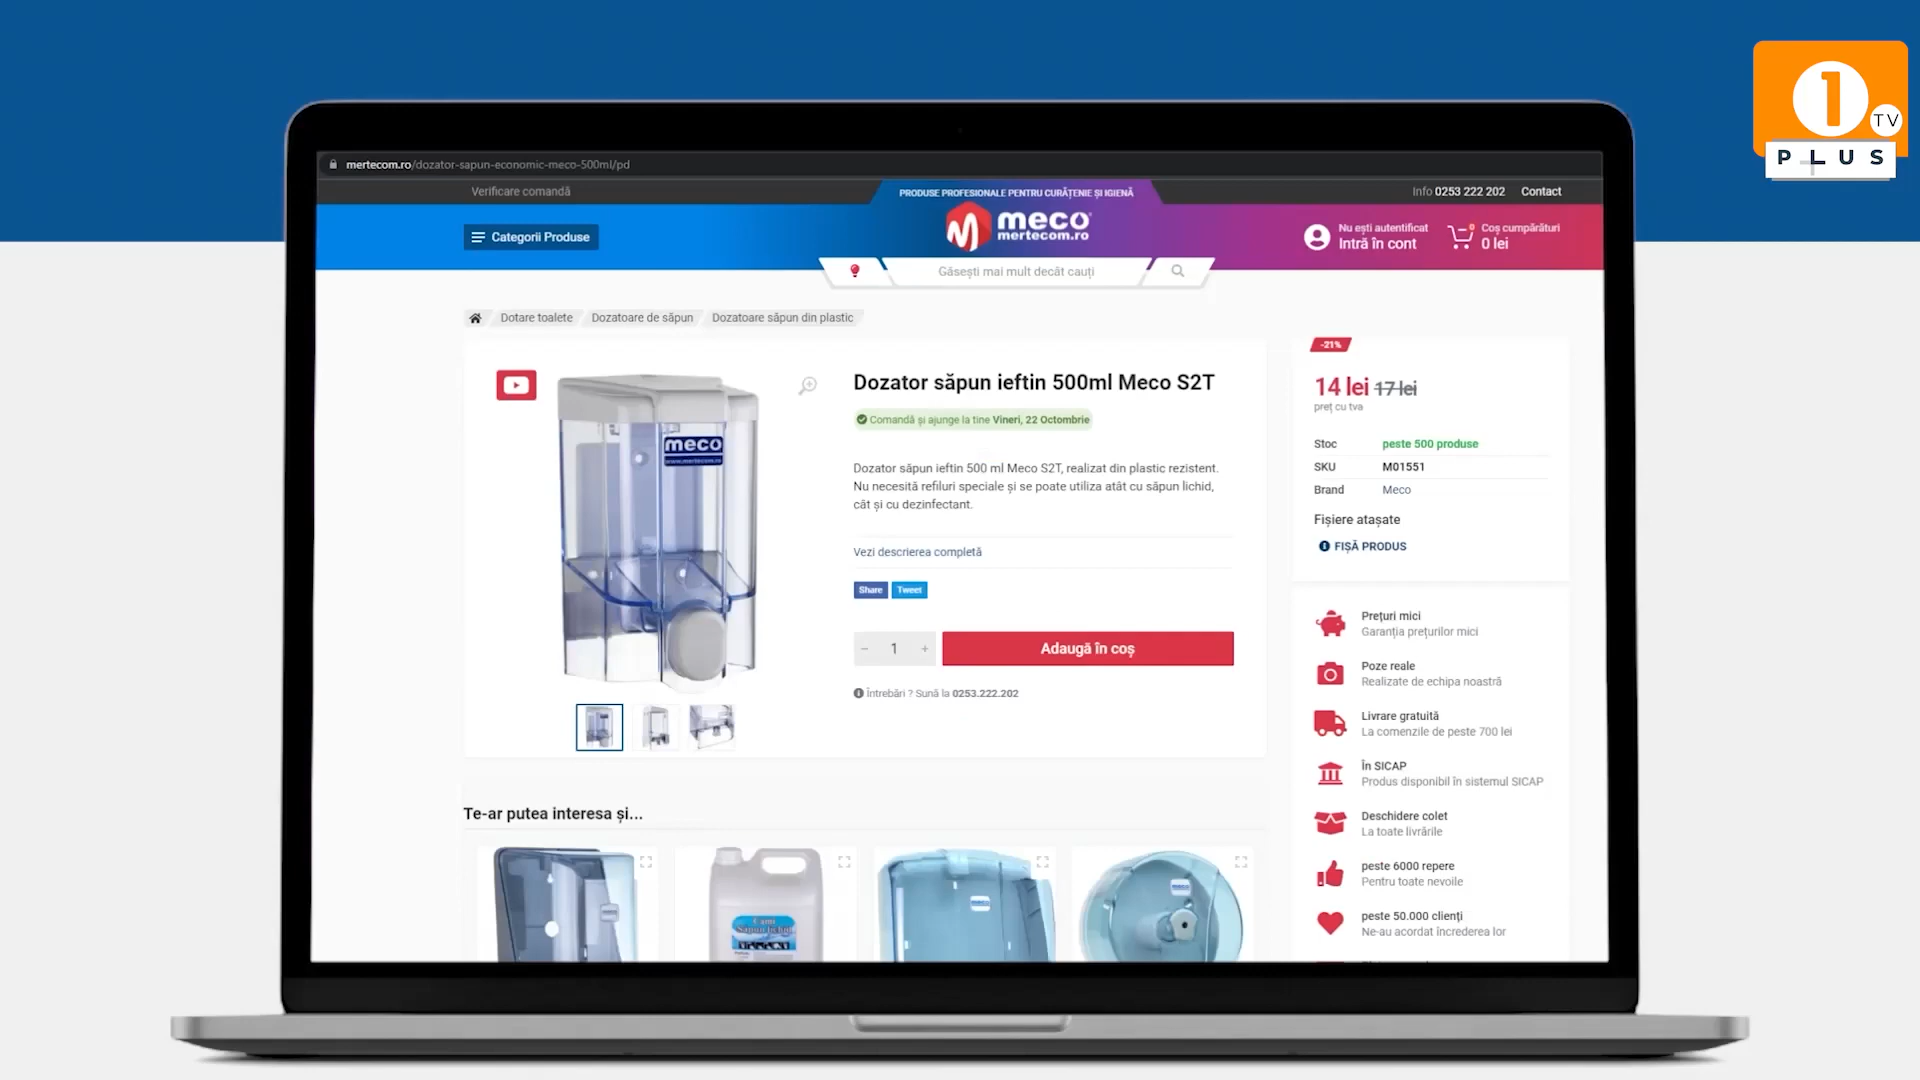 1
TV
PLUS
mertecom.ro/dozator-sapun-economic-meco-500ml/pd
Verificare comandă
PRODUSE PROFESIONALE PENTRU CURĂȚENIE ȘI IGIENĂ
Info 0253 222 202
Contact
Categorii Produse
meco
mertecom.ro
Nu ești autentificat
Intră în cont
0
Coș cumpărături
0 lei
Găsești mai mult decât cauți
Dotare toalete
Dozatoare de săpun
Dozatoare săpun din plastic
meco
www.mertecom.ro
Dozator săpun ieftin 500ml Meco S2T
Comandă și ajunge la tine Vineri, 22 Octombrie
Dozator săpun ieftin 500 ml Meco S2T, realizat din plastic rezistent.
Nu necesită refiluri speciale și se poate utiliza atât cu săpun lichid,
cât și cu dezinfectant.
Vezi descrierea completă
Share
Tweet
− 1 +
Adaugă în coș
Întrebări ? Sună la 0253.222.202
-21%
14 lei 17 lei
preț cu tva
Stoc peste 500 produse
SKU M01551
Brand Meco
Fișiere atașate
FIȘĂ PRODUS
Prețuri mici
Garanția prețurilor mici
Poze reale
Realizate de echipa noastră
Livrare gratuită
La comenzile de peste 700 lei
În SICAP
Produs disponibil în sistemul SICAP
Deschidere colet
La toate livrările
peste 6000 repere
Pentru toate nevoile
peste 50.000 clienți
Ne-au acordat încrederea lor
Te-ar putea interesa și...
Săpun lichid